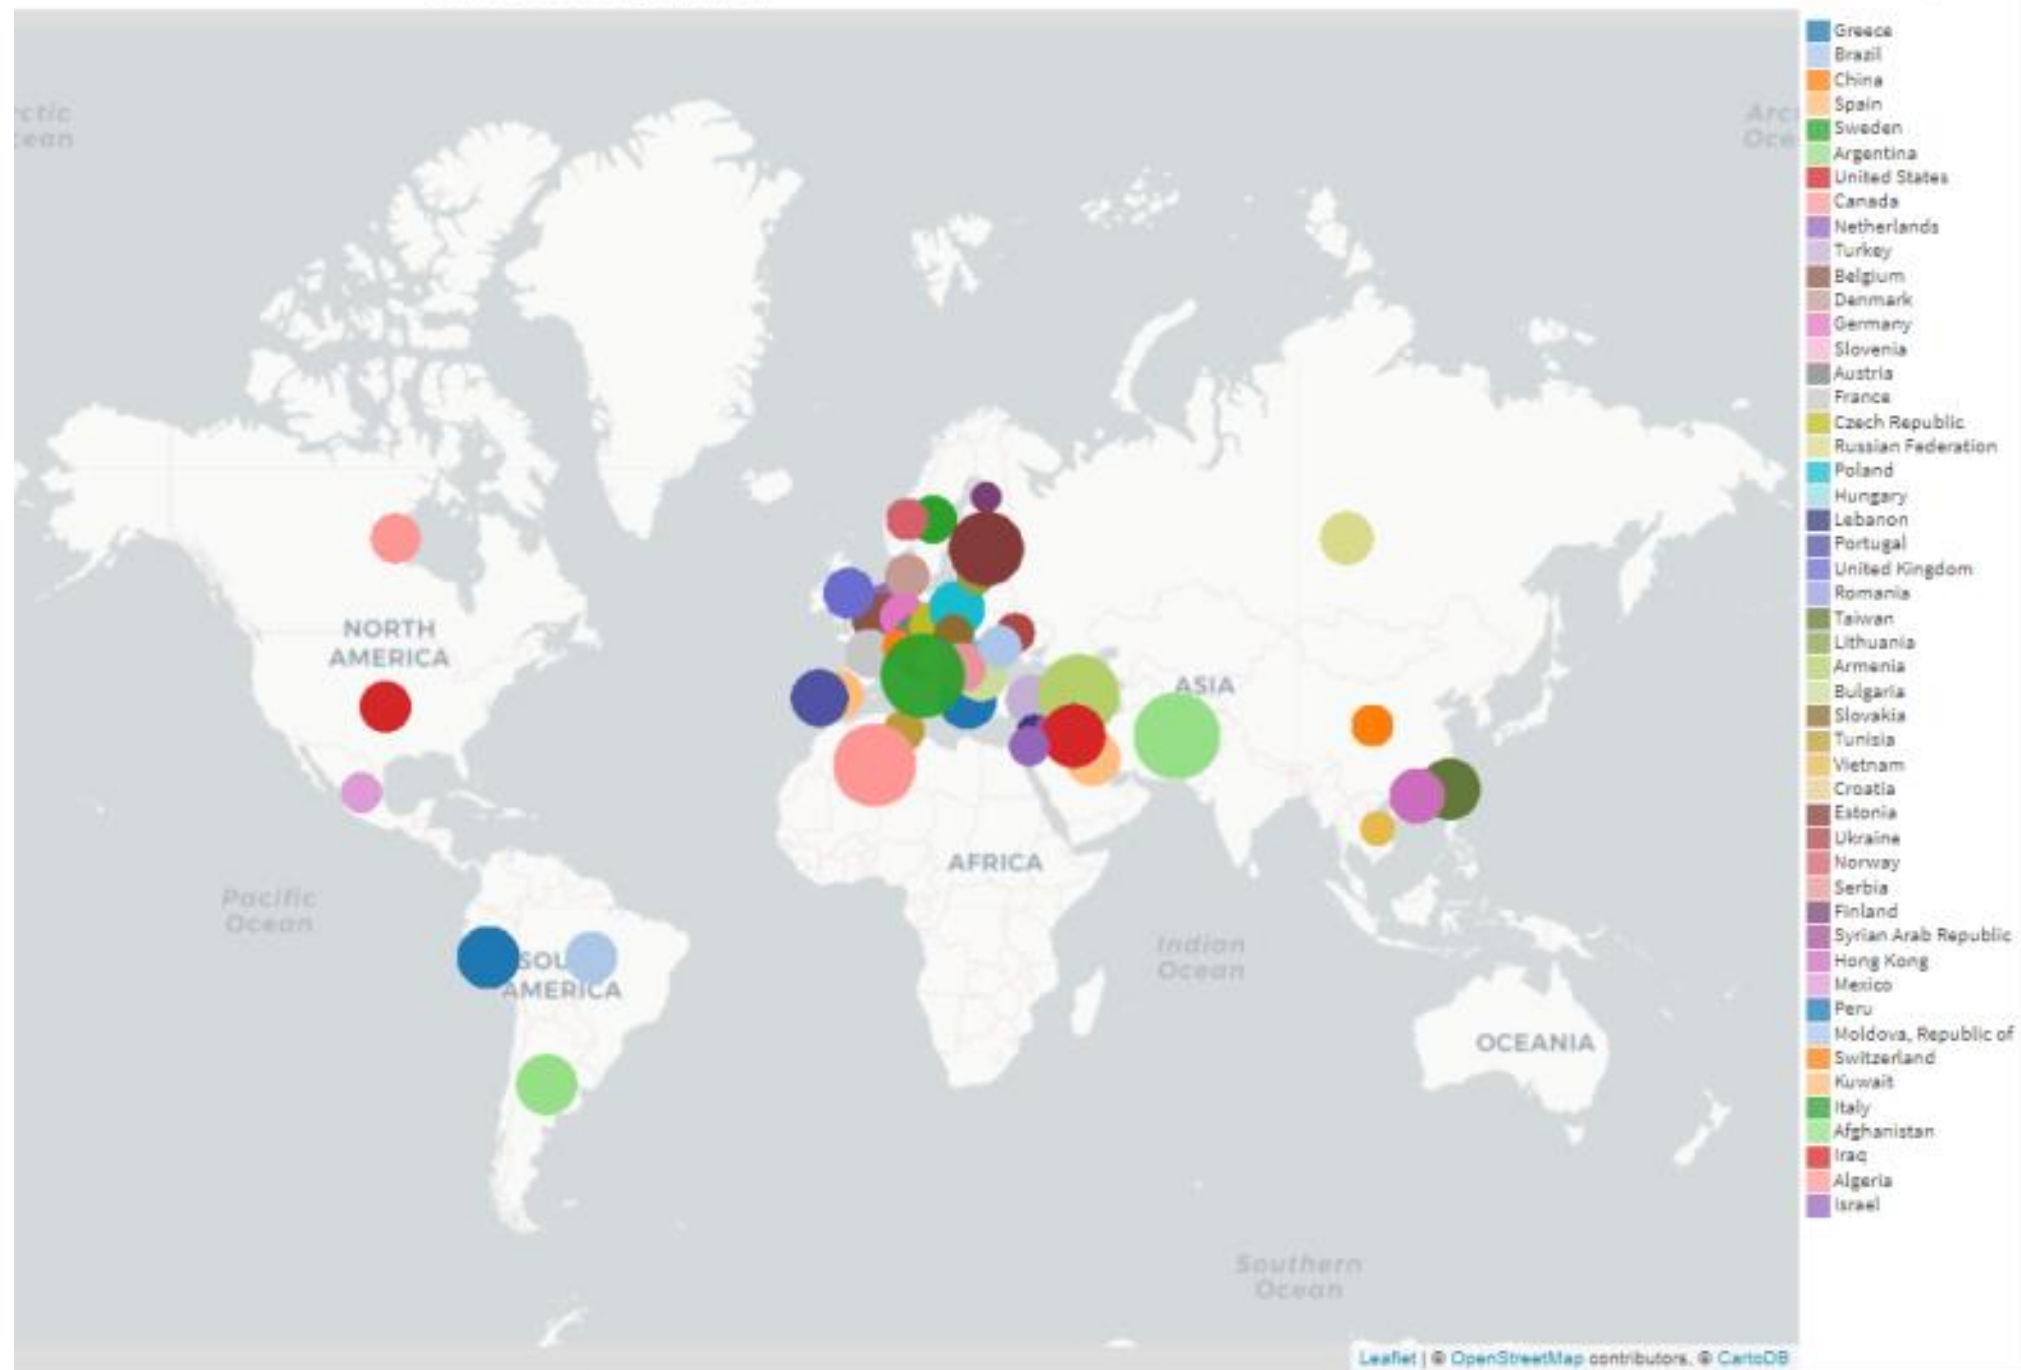 rctic
cean
Arc
Oce
NORTH
AMERICA
ASIA
AFRICA
Pacific
Ocean
SOU
AMERICA
Indian
Ocean
OCEANIA
Southern
Ocean
Leaflet | © OpenStreetMap contributors, © CartoDB
Greece
Brazil
China
Spain
Sweden
Argentina
United States
Canada
Netherlands
Turkey
Belgium
Denmark
Germany
Slovenia
Austria
France
Czech Republic
Russian Federation
Poland
Hungary
Lebanon
Portugal
United Kingdom
Romania
Taiwan
Lithuania
Armenia
Bulgaria
Slovakia
Tunisia
Vietnam
Croatia
Estonia
Ukraine
Norway
Serbia
Finland
Syrian Arab Republic
Hong Kong
Mexico
Peru
Moldova, Republic of
Switzerland
Kuwait
Italy
Afghanistan
Iraq
Algeria
Israel